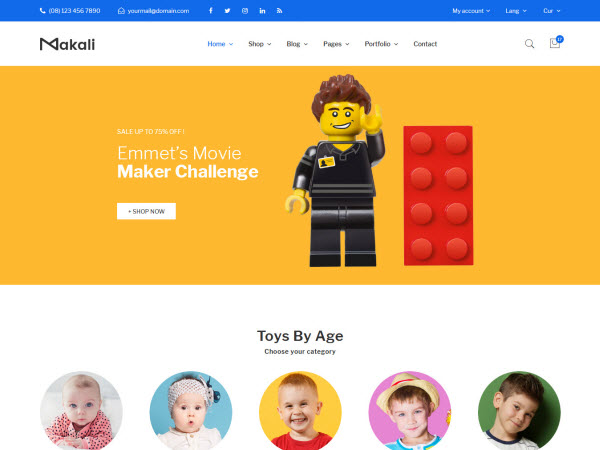 (08) 123 456 7890 yourmail@domain.com My account Lang Cur
Makali Home Shop Blog Pages Portfolio Contact
SALE UP TO 75% OFF !
Emmet's Movie
Maker Challenge
+ SHOP NOW
Toys By Age
Choose your category